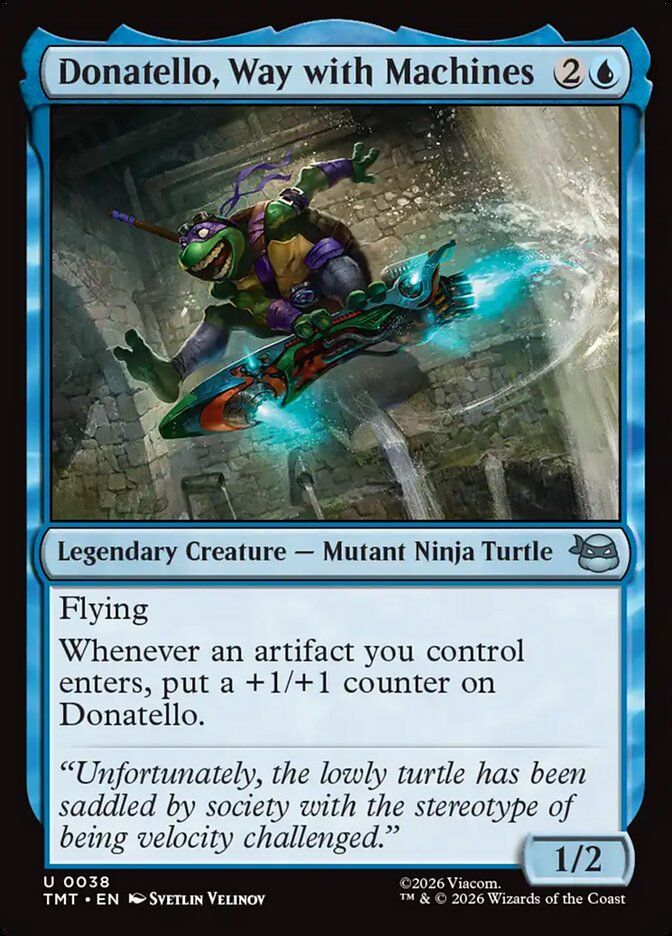 Donatello, Way with Machines 2
Legendary Creature — Mutant Ninja Turtle
Flying
Whenever an artifact you control
enters, put a +1/+1 counter on
Donatello.
“Unfortunately, the lowly turtle has been
saddled by society with the stereotype of
being velocity challenged.”
1/2
U 0038
TMT • EN Svetlin Velinov
©2026 Viacom.
™ & © 2026 Wizards of the Coast